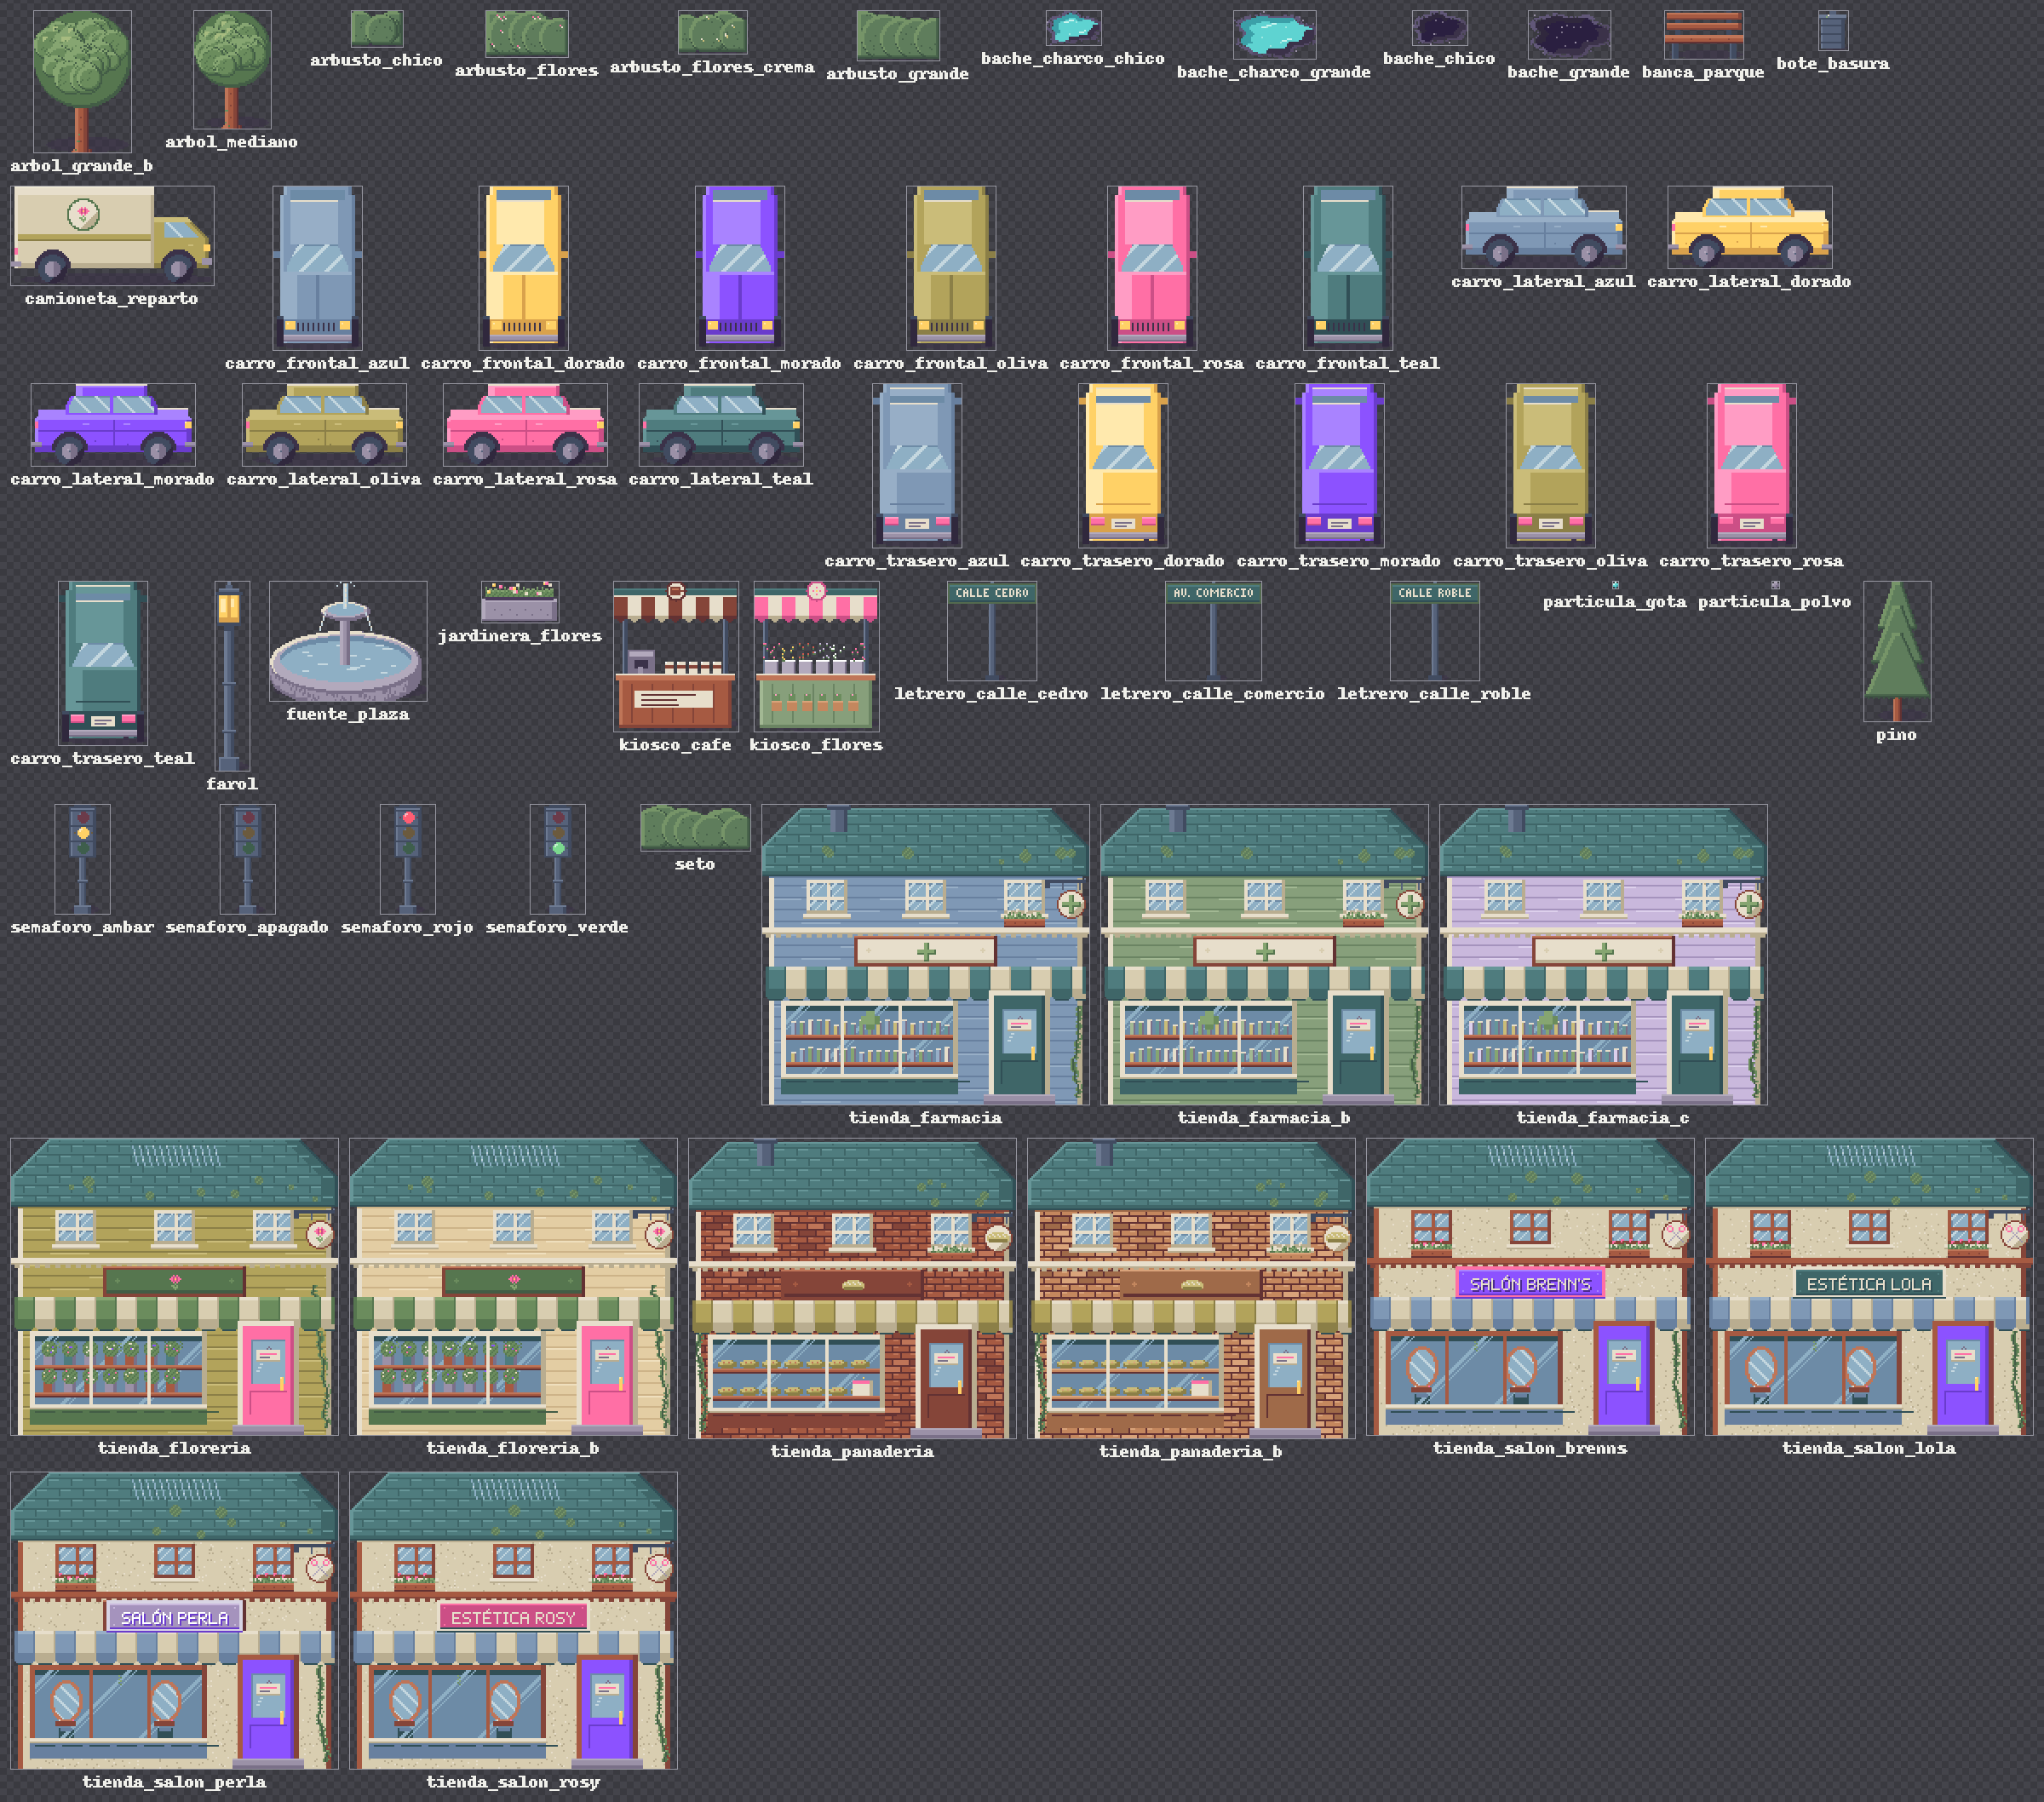 arbol_grande_b
arbol_mediano
arbusto_chico
arbusto_flores
arbusto_flores_crema
arbusto_grande
bache_charco_chico
bache_charco_grande
bache_chico
bache_grande
banca_parque
bote_basura
camioneta_reparto
carro_frontal_azul
carro_frontal_dorado
carro_frontal_morado
carro_frontal_oliva
carro_frontal_rosa
carro_frontal_teal
carro_lateral_azul
carro_lateral_dorado
carro_lateral_morado
carro_lateral_oliva
carro_lateral_rosa
carro_lateral_teal
carro_trasero_azul
carro_trasero_dorado
carro_trasero_morado
carro_trasero_oliva
carro_trasero_rosa
carro_trasero_teal
farol
fuente_plaza
jardinera_flores
kiosco_cafe
kiosco_flores
CALLE CEDRO
letrero_calle_cedro
AV. COMERCIO
letrero_calle_comercio
CALLE ROBLE
letrero_calle_roble
particula_gota
particula_polvo
pino
semaforo_ambar
semaforo_apagado
semaforo_rojo
semaforo_verde
seto
tienda_farmacia
tienda_farmacia_b
tienda_farmacia_c
tienda_floreria
tienda_floreria_b
tienda_panaderia
tienda_panaderia_b
SALÓN BRENN'S
tienda_salon_brenns
ESTÉTICA LOLA
tienda_salon_lola
SALÓN PERLA
tienda_salon_perla
ESTÉTICA ROSY
tienda_salon_rosy